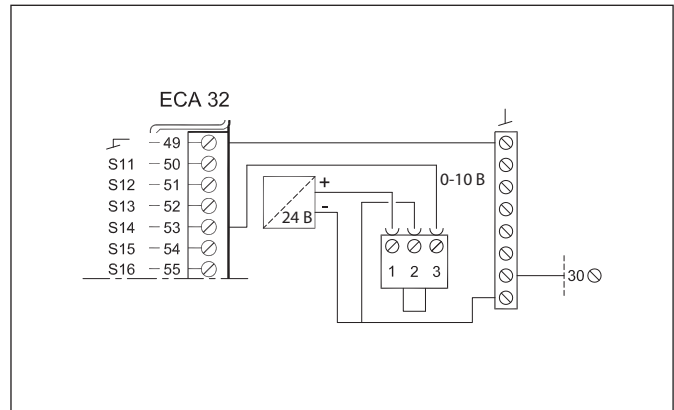 ECA 32
49
S11 50
S12 51
S13 52
S14 53
S15 54
S16 55
+
-
24 В
0-10 В
1 2 3
30